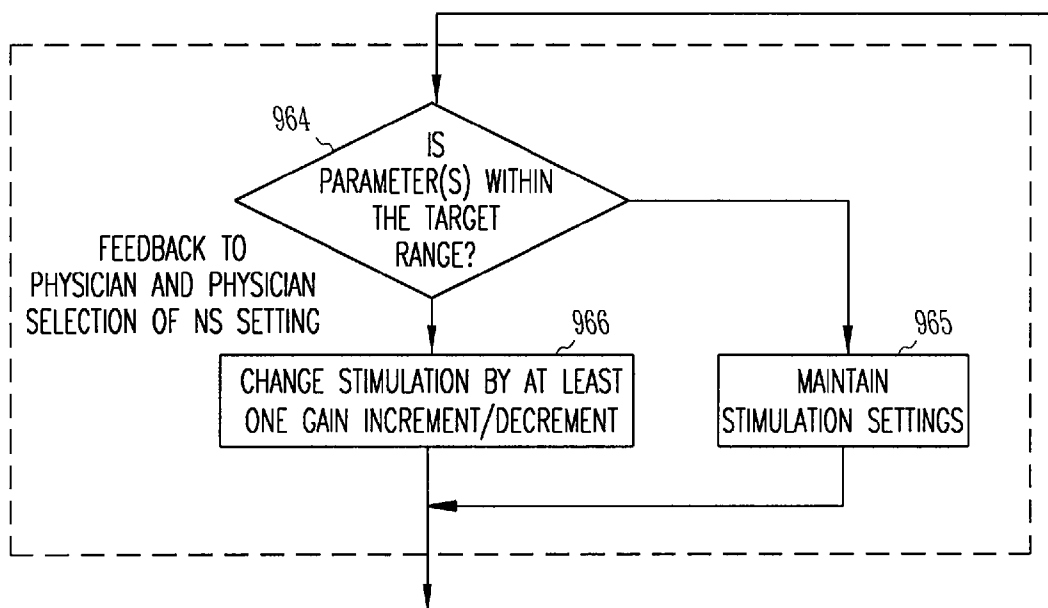 964
IS
PARAMETER(S) WITHIN
THE TARGET
RANGE?
FEEDBACK TO
PHYSICIAN AND PHYSICIAN
SELECTION OF NS SETTING
966
CHANGE STIMULATION BY AT LEAST
ONE GAIN INCREMENT/DECREMENT
965
MAINTAIN
STIMULATION SETTINGS